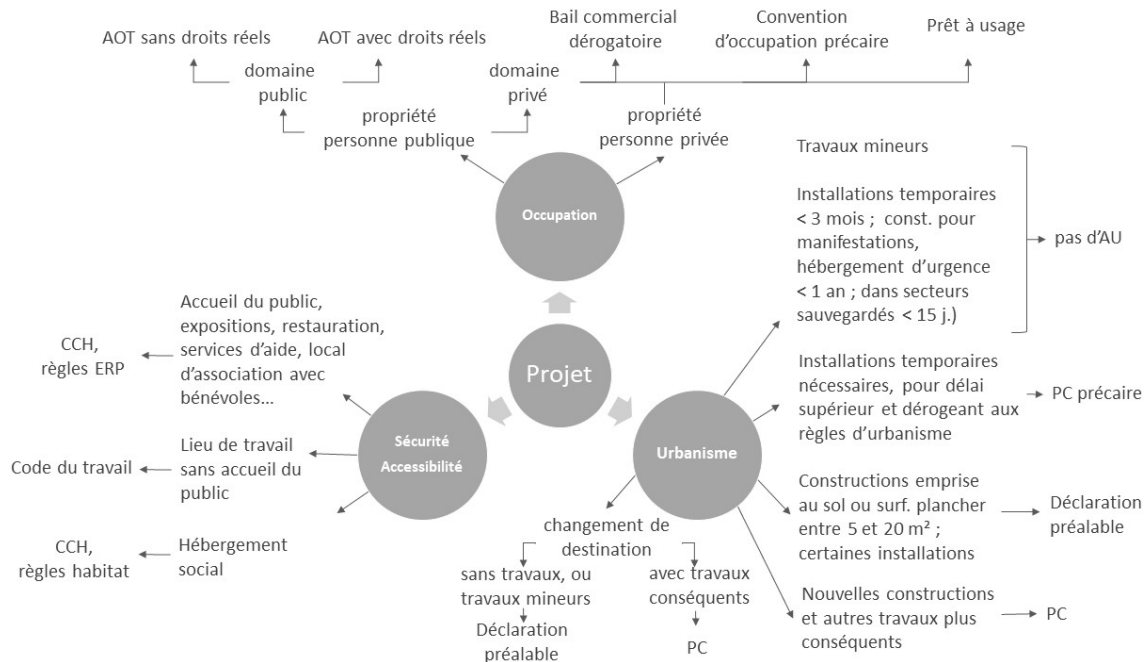 AOT sans droits réels
AOT avec droits réels
Bail commercial
dérogatoire
Convention
d'occupation précaire
Prêt à usage
domaine
public
domaine
privé
propriété
personne publique
propriété
personne privée
Occupation
Projet
Sécurité
Accessibilité
Urbanisme
Accueil du public,
expositions, restauration,
services d'aide, local
d'association avec
bénévoles...
CCH,
règles ERP
Lieu de travail
sans accueil du
public
Code du travail
Hébergement
social
CCH,
règles habitat
Travaux mineurs
Installations temporaires
< 3 mois ; const. pour
manifestations,
hébergement d'urgence
< 1 an ; dans secteurs
sauvegardés < 15 j.)
pas d'AU
Installations temporaires
nécessaires, pour délai
supérieur et dérogeant aux
règles d'urbanisme
PC précaire
Constructions emprise
au sol ou surf. plancher
entre 5 et 20 m² ;
certaines installations
Déclaration
préalable
Nouvelles constructions
et autres travaux plus
conséquents
PC
changement de
destination
sans travaux, ou
travaux mineurs
Déclaration
préalable
avec travaux
conséquents
PC